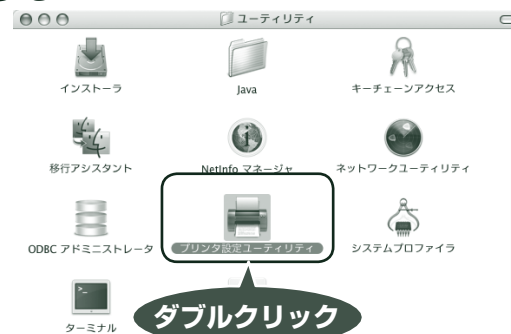 ユーティリティ
インストーラ
Java
キーチェーンアクセス
移行アシスタント
NetInfo マネージャ
ネットワークユーティリティ
ODBC アドミニストレータ
プリンタ設定ユーティリティ
システムプロファイラ
>_
ターミナル
ダブルクリック